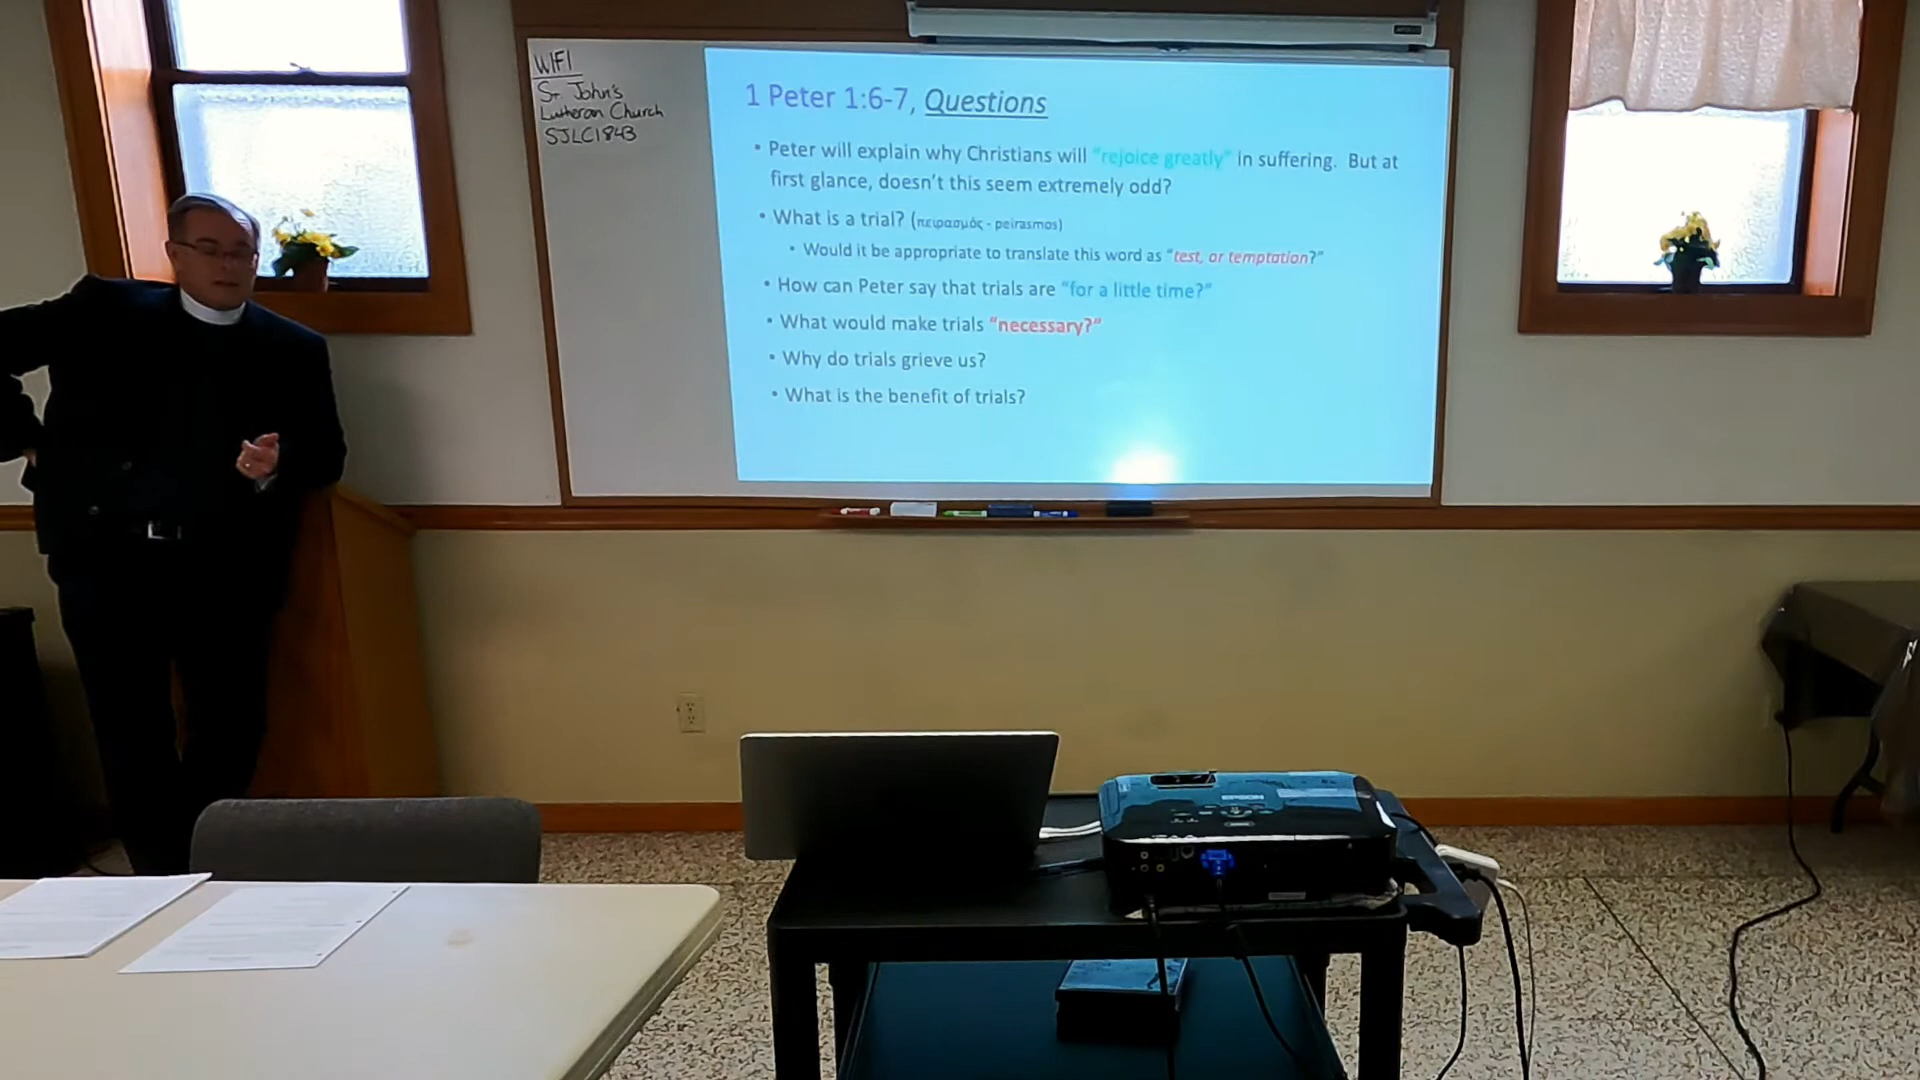 WIFI
St. John's
Lutheran Church
SJLC1843
1 Peter 1:6-7, Questions
• Peter will explain why Christians will "rejoice greatly" in suffering. But at
first glance, doesn't this seem extremely odd?
• What is a trial? (πειρασμός - peirasmos)
• Would it be appropriate to translate this word as "test, or temptation?"
• How can Peter say that trials are "for a little time?"
• What would make trials "necessary?"
• Why do trials grieve us?
• What is the benefit of trials?
EPSON